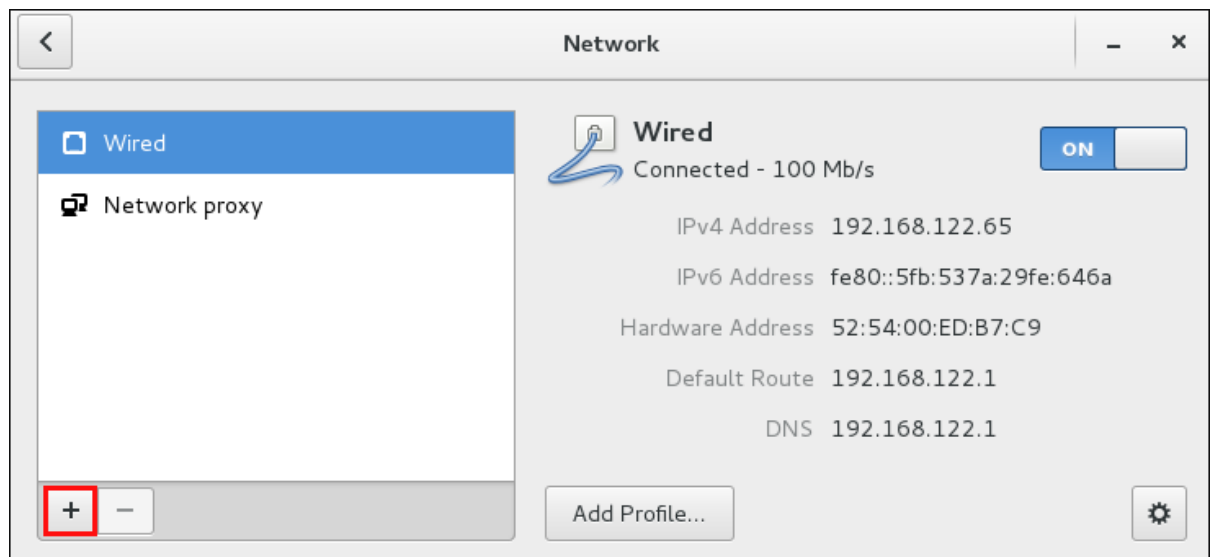 Network
Wired
Network proxy
Wired
Connected - 100 Mb/s
ON
IPv4 Address 192.168.122.65
IPv6 Address fe80::5fb:537a:29fe:646a
Hardware Address 52:54:00:ED:B7:C9
Default Route 192.168.122.1
DNS 192.168.122.1
Add Profile...